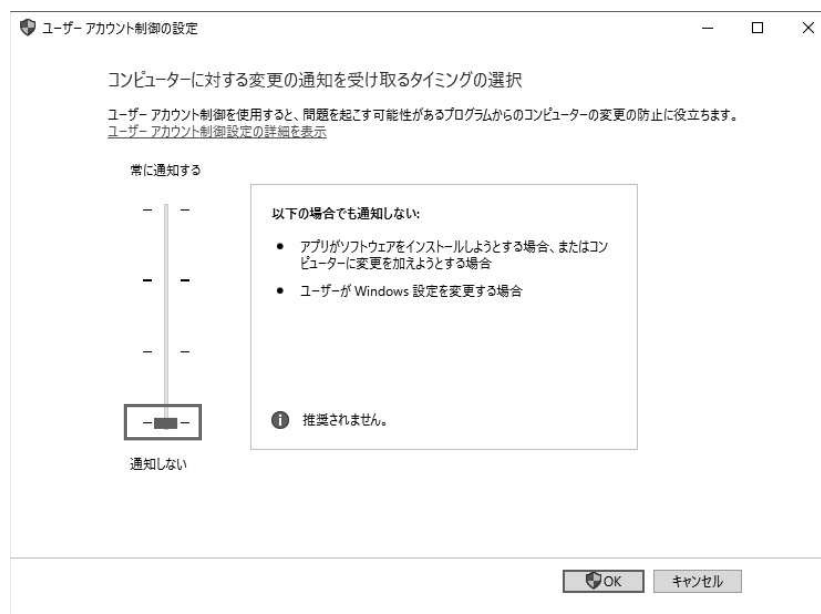 ユーザー アカウント制御の設定
コンピューターに対する変更の通知を受け取るタイミングの選択
ユーザー アカウント制御を使用すると、問題を起こす可能性があるプログラムからのコンピューターの変更の防止に役立ちます。
ユーザー アカウント制御設定の詳細を表示
常に通知する
以下の場合でも通知しない:
● アプリがソフトウェアをインストールしようとする場合、またはコン
ピューターに変更を加えようとする場合
● ユーザーが Windows 設定を変更する場合
推奨されません。
通知しない
OK キャンセル